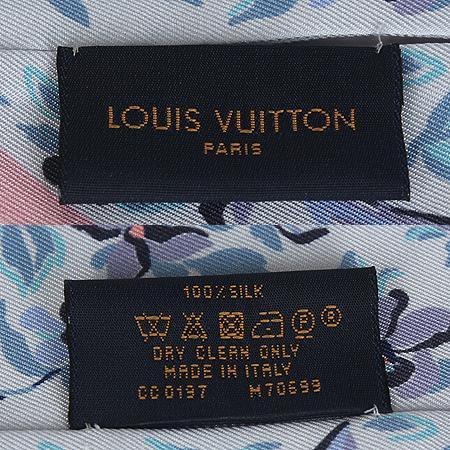 LOUIS VUITTON
PARIS
100% SILK
P R
DRY CLEAN ONLY
MADE IN ITALY
CC0197 M70699